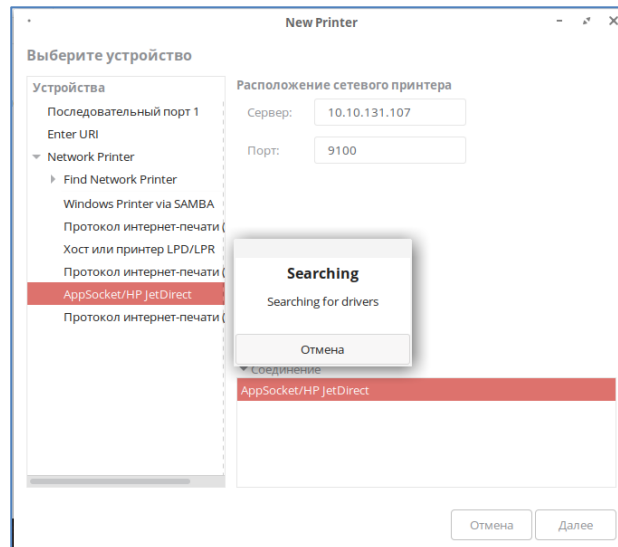 New Printer
Выберите устройство
Устройства
Последовательный порт 1
Enter URI
Network Printer
Find Network Printer
Windows Printer via SAMBA
Протокол интернет-печати (
Хост или принтер LPD/LPR
Протокол интернет-печати (
AppSocket/HP JetDirect
Протокол интернет-печати (
Расположение сетевого принтера
Сервер: 10.10.131.107
Порт: 9100
Searching
Searching for drivers
Отмена
Соединение
AppSocket/HP JetDirect
Отмена Далее